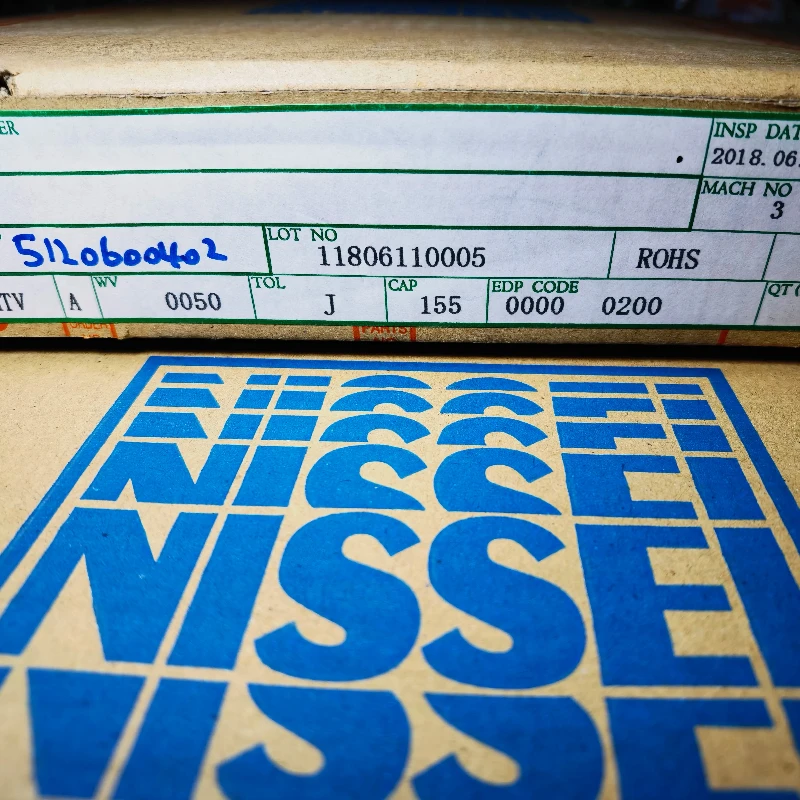 ER
INSP DAT
2018.06.
MACH NO
3
5120600402
LOT NO
11806110005
ROHS
TV
A
WV
0050
TOL
J
CAP
155
EDP CODE
0000 0200
QT
NISSEI